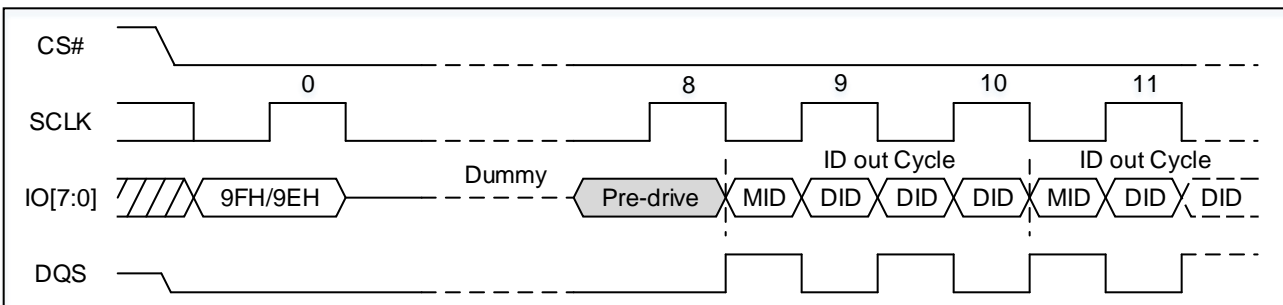 CS#
0 8 9 10 11
SCLK
ID out Cycle ID out Cycle
Dummy
IO[7:0] 9FH/9EH Pre-drive MID DID DID DID MID DID DID
DQS